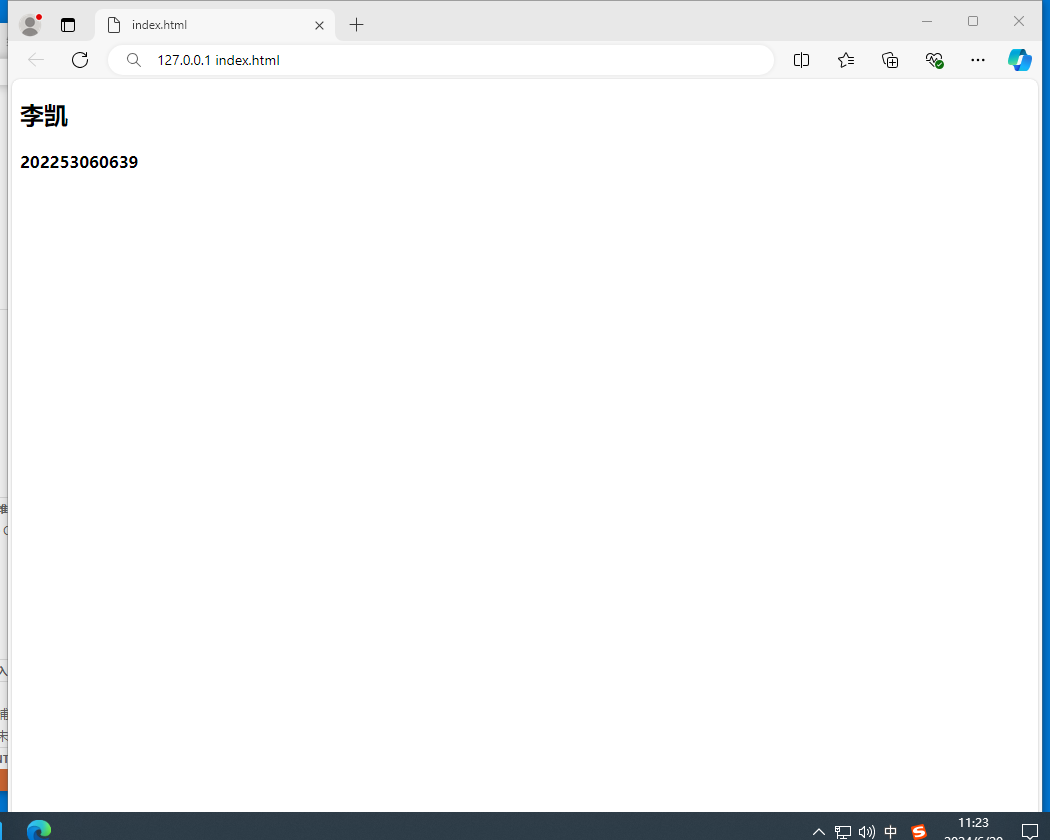 index.html
127.0.0.1 index.html
李凯
202253060639
中
11:23